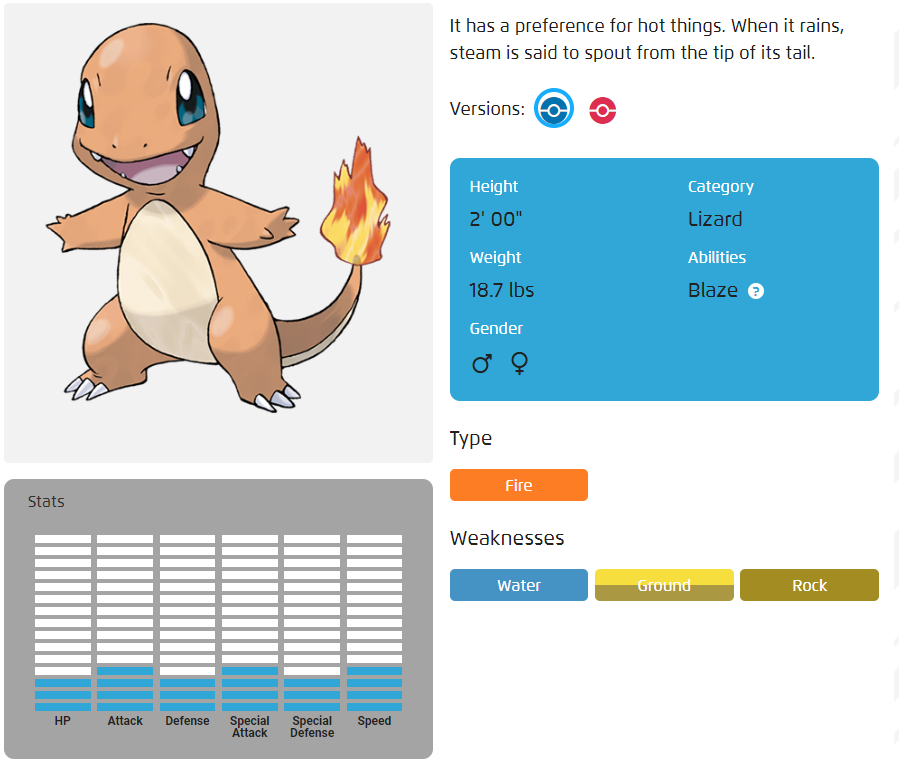 It has a preference for hot things. When it rains,
steam is said to spout from the tip of its tail.
Versions:
Height
2' 00"
Weight
18.7 lbs
Gender
♂ ♀
Category
Lizard
Abilities
Blaze ?
Type
Fire
Weaknesses
Water Ground Rock
Stats
HP Attack Defense Special Attack Special Defense Speed